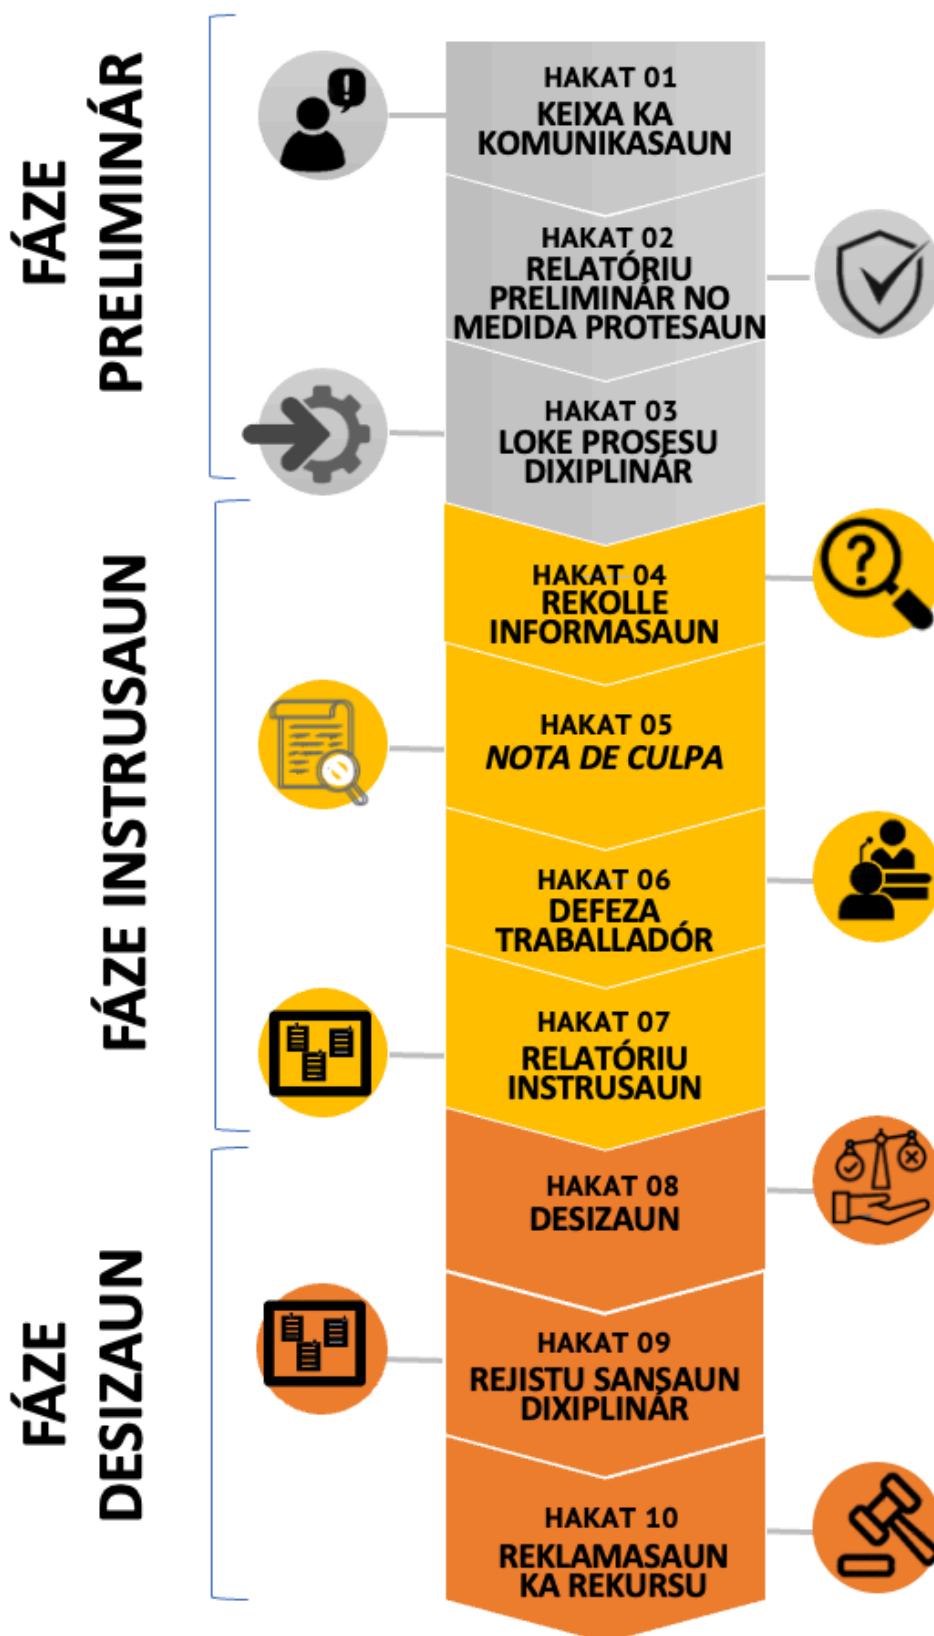 FÁZE
PRELIMINÁR
HAKAT 01
KEIXA KA
KOMUNIKASAUN
HAKAT 02
RELATÓRIU
PRELIMINÁR NO
MEDIDA PROTESAUN
HAKAT 03
LOKE PROSESU
DIXIPLINÁR
FÁZE INSTRUSAUN
HAKAT 04
REKOLLE
INFORMASAUN
HAKAT 05
NOTA DE CULPA
HAKAT 06
DEFEZA
TRABALLADÓR
HAKAT 07
RELATÓRIU
INSTRUSAUN
FÁZE
DESIZAUN
HAKAT 08
DESIZAUN
HAKAT 09
REJISTU SANSAUN
DIXIPLINÁR
HAKAT 10
REKLAMASAUN
KA REKURSU